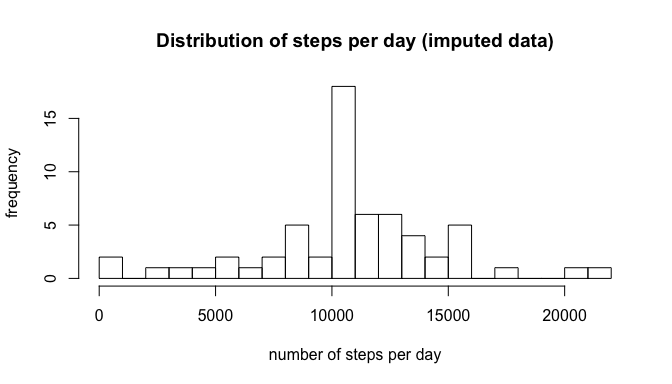 Distribution of steps per day (imputed data)
frequency
15
10
5
0
0 5000 10000 15000 20000
number of steps per day